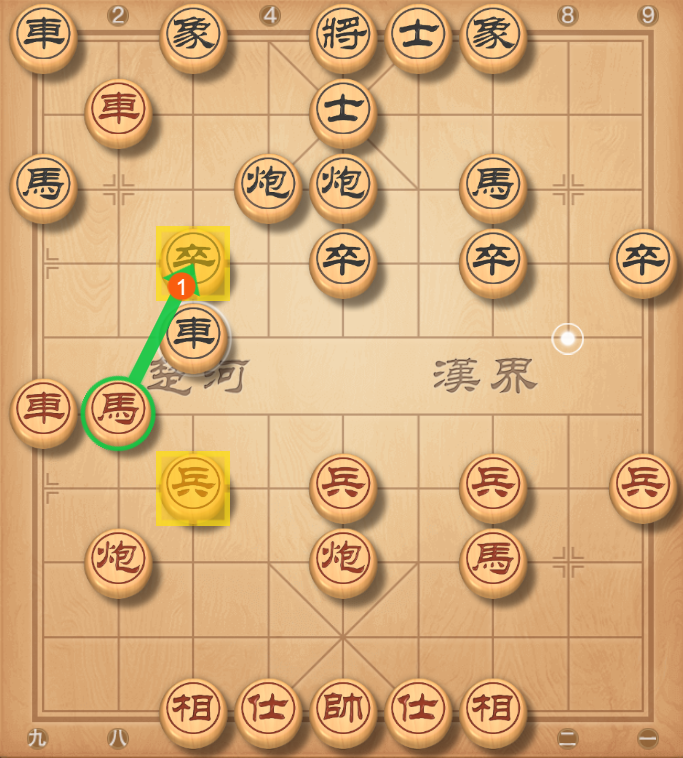 2 4 8 9
車 象 將 士 象
車 士
馬 炮 炮 馬
卒 卒 卒 卒
1
車
楚河 漢界
車 馬
兵 兵 兵 兵
炮 炮 馬
相 仕 帥 仕 相
九 八 二 一